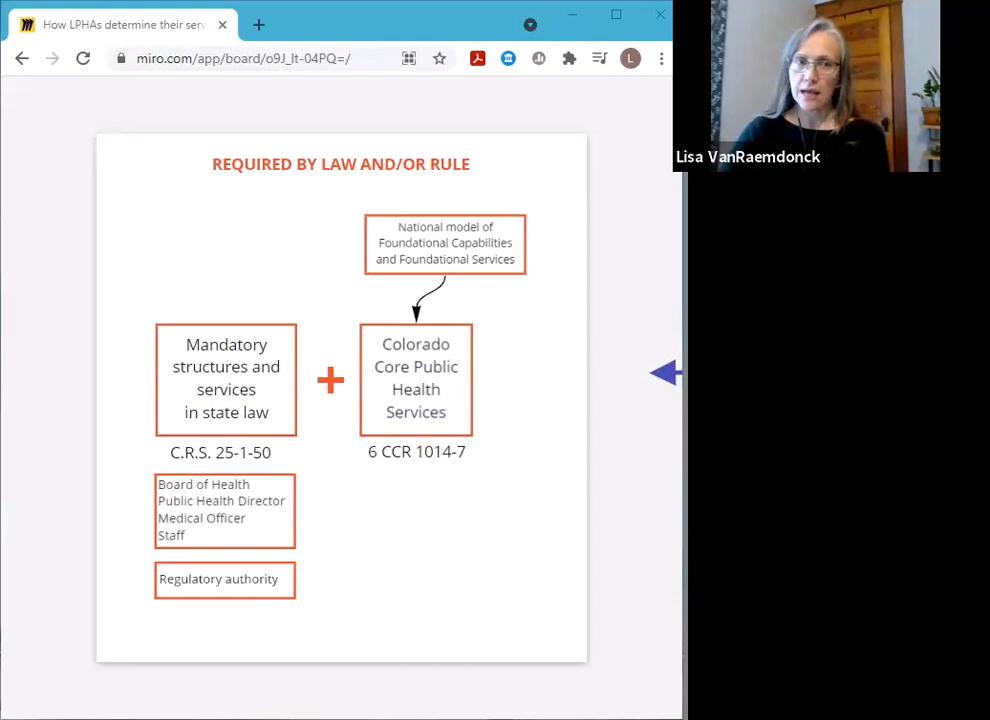 How LPHAs determine their serv
miro.com/app/board/o9J_lt-04PQ=/
L
Lisa VanRaemdonck
REQUIRED BY LAW AND/OR RULE
National model of
Foundational Capabilities
and Foundational Services
Mandatory
structures and
services
in state law
+
Colorado
Core Public
Health
Services
C.R.S. 25-1-50
6 CCR 1014-7
Board of Health
Public Health Director
Medical Officer
Staff
Regulatory authority